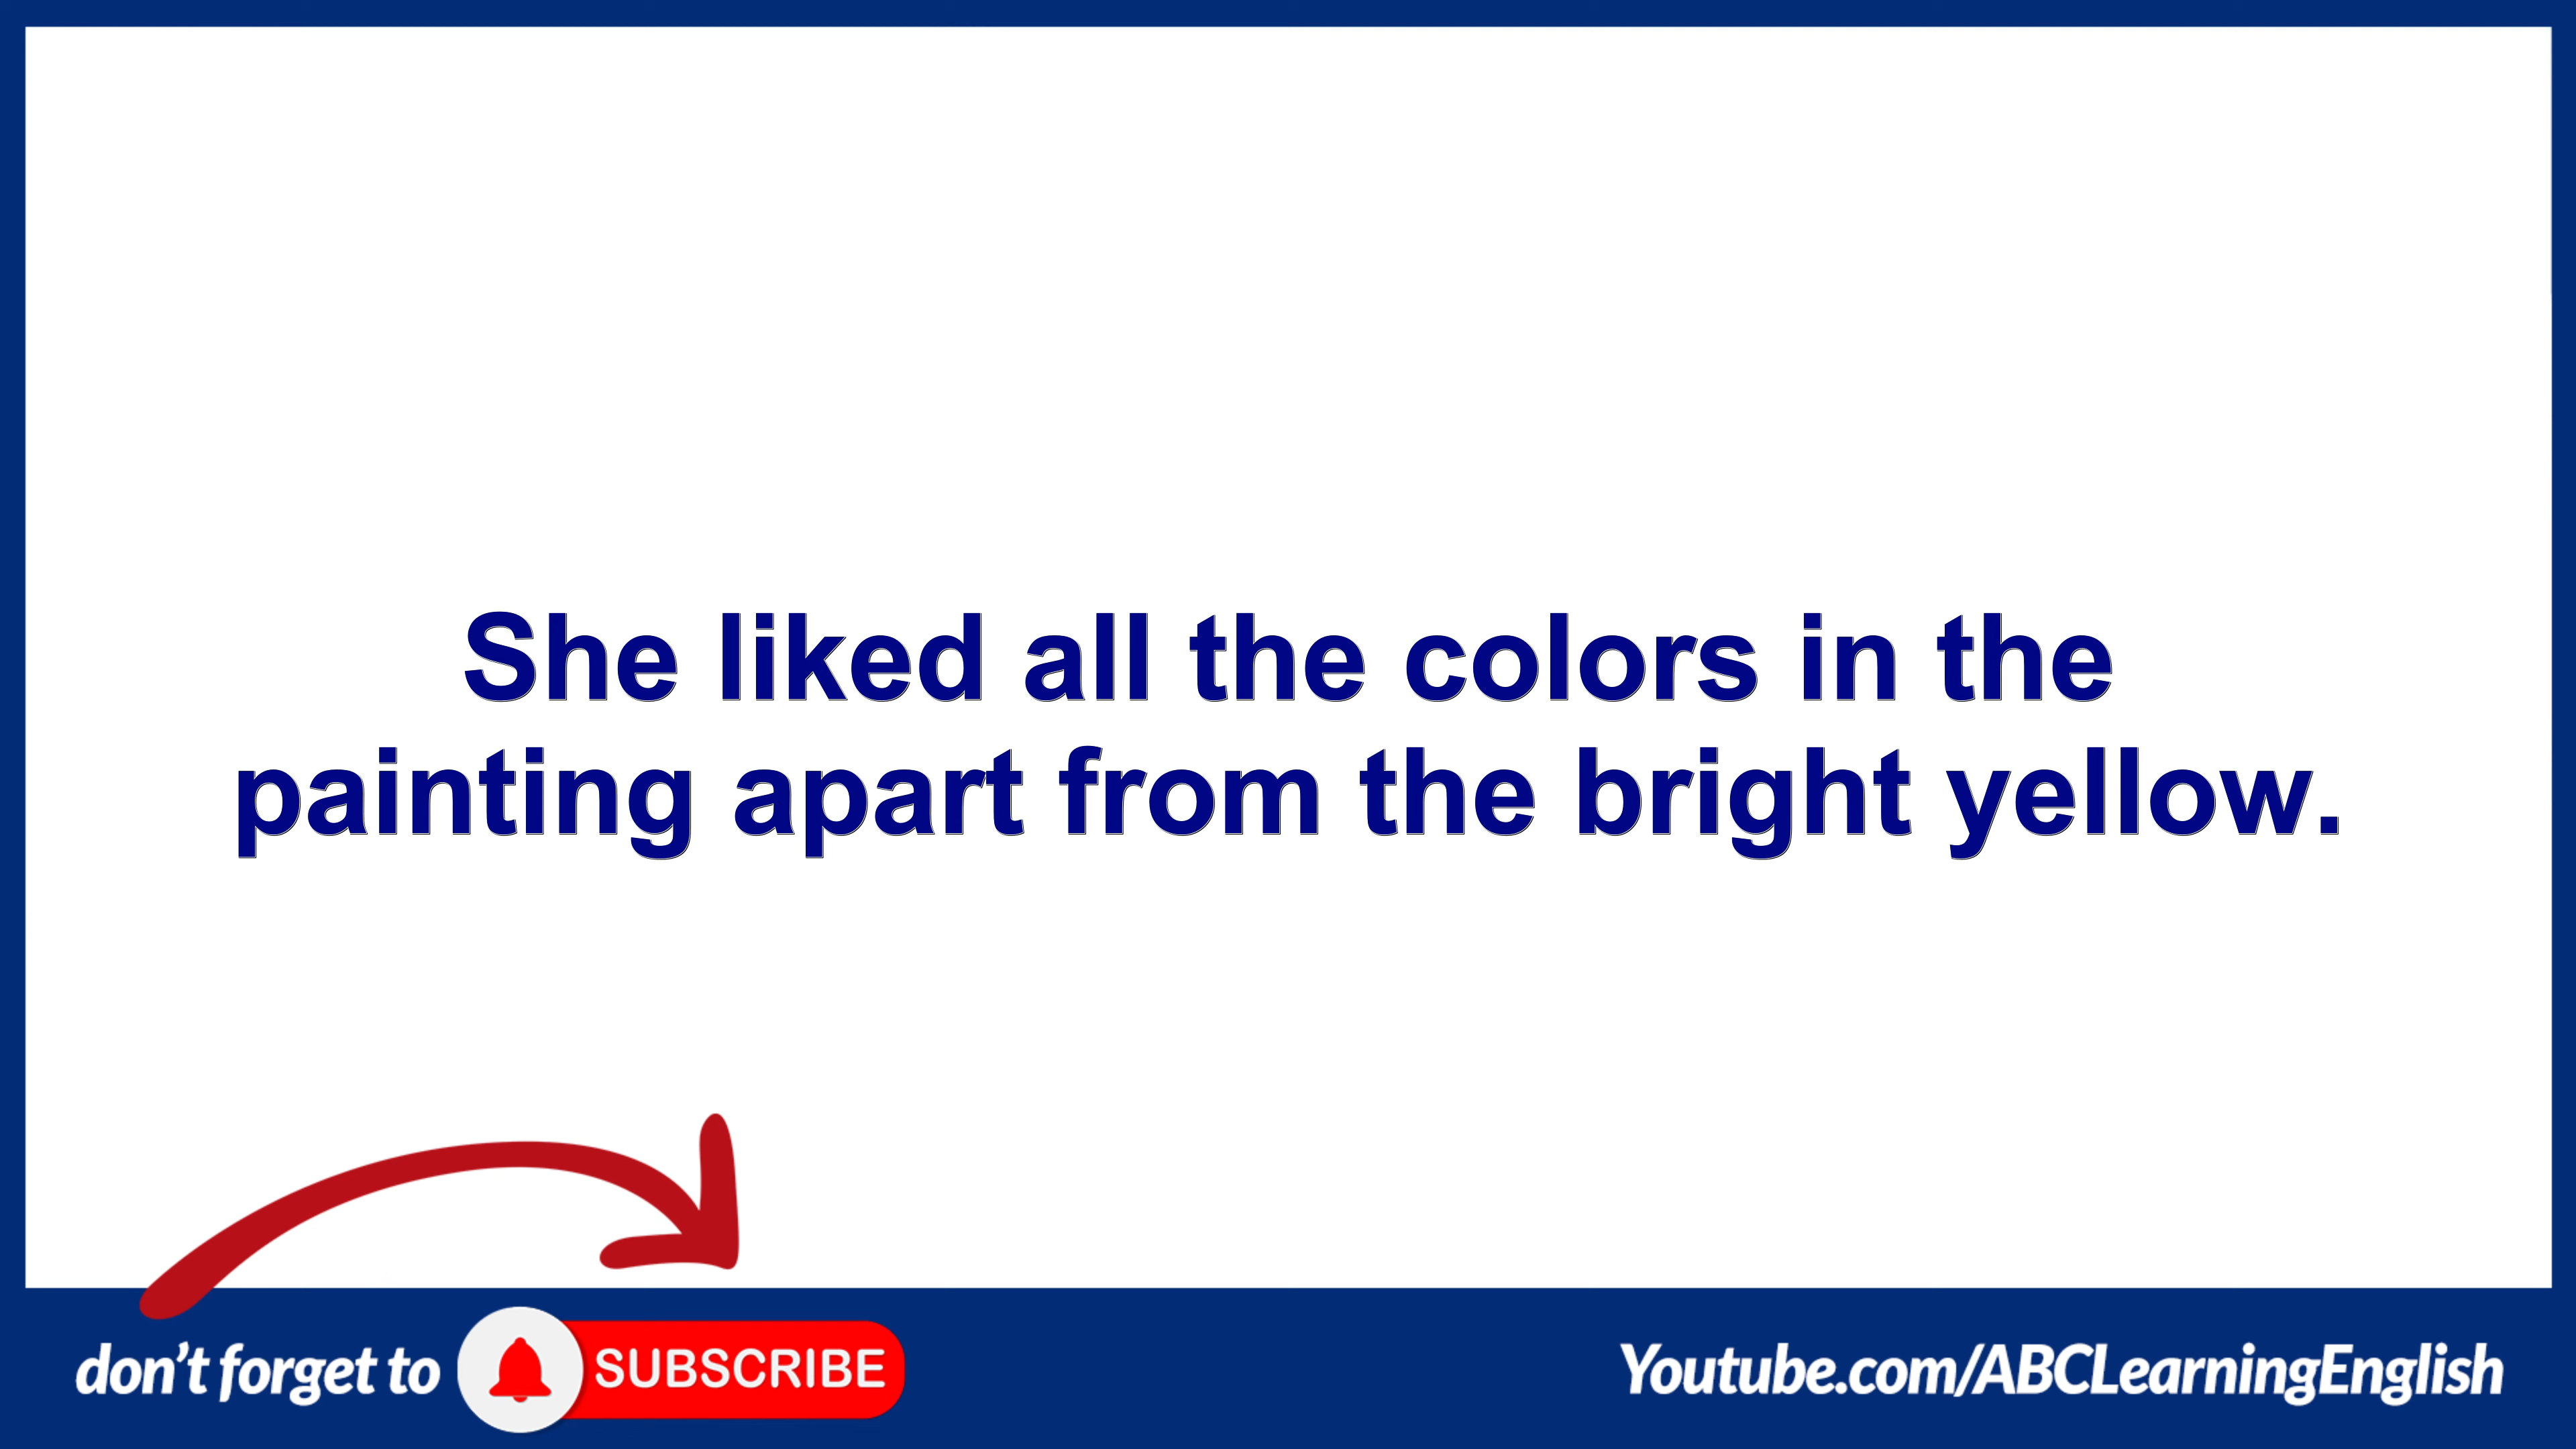 She liked all the colors in the
painting apart from the bright yellow.
don't forget to SUBSCRIBE
Youtube.com/ABCLearningEnglish